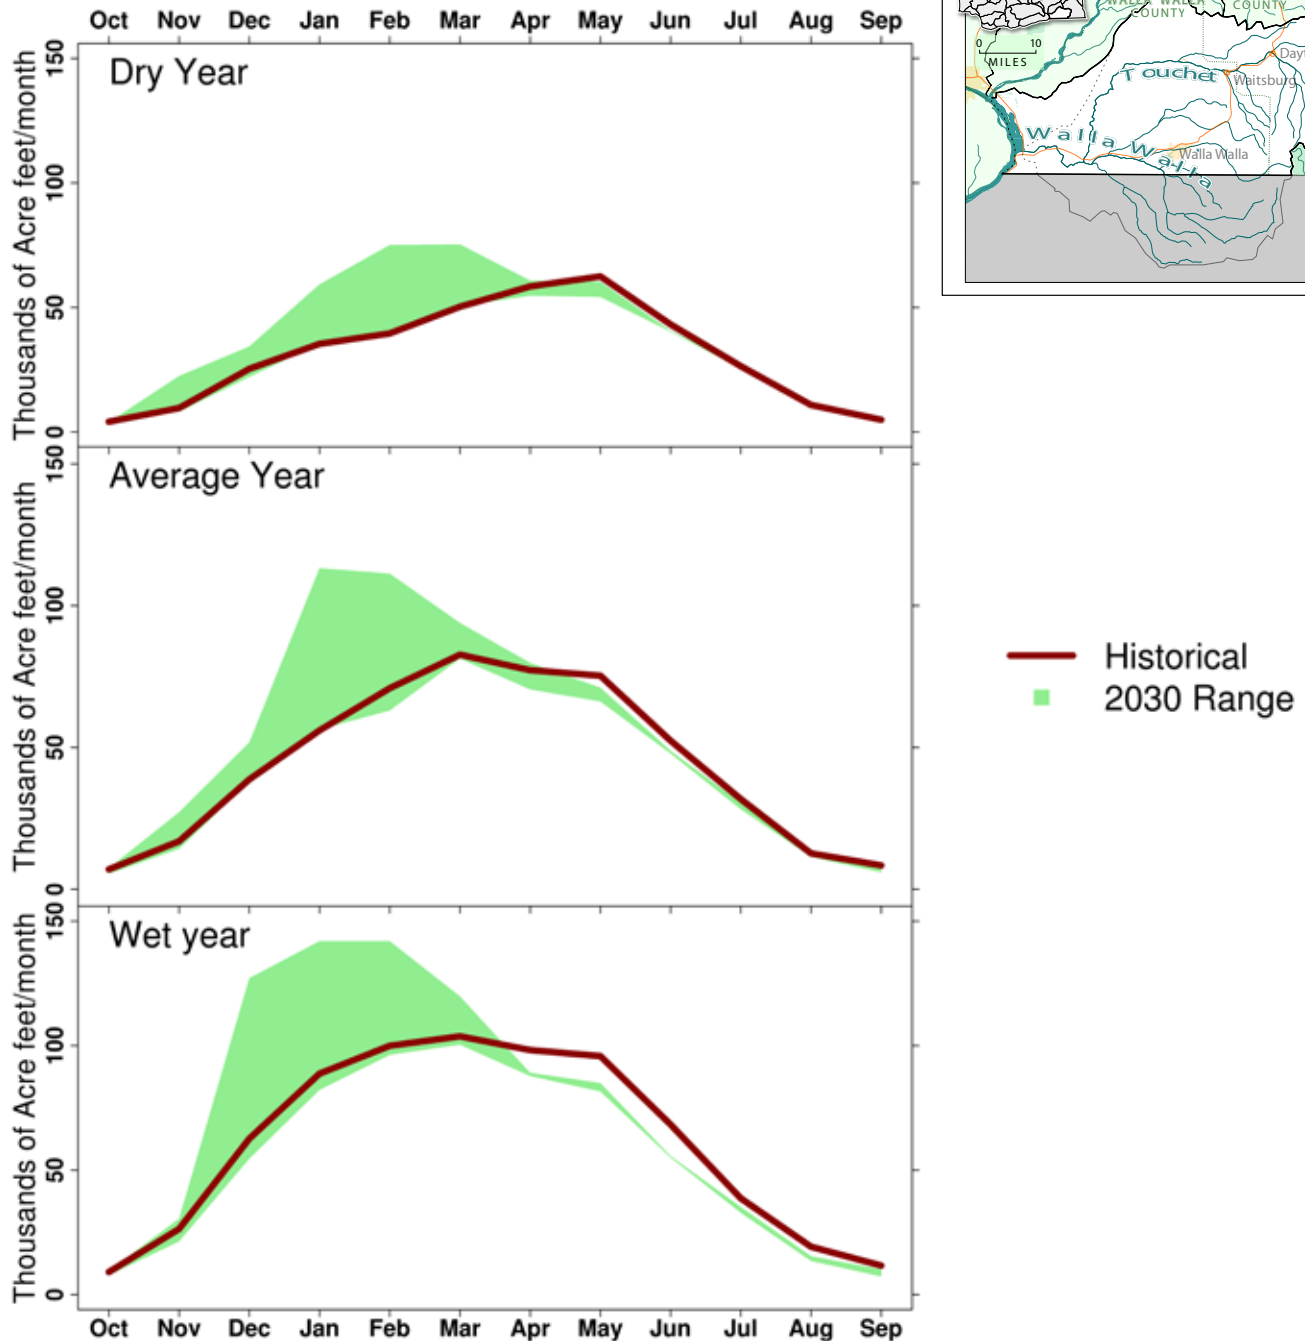 Oct Nov Dec Jan Feb Mar Apr May Jun Jul Aug Sep
Dry Year
Thousands of Acre feet/month
150
100
50
0
Average Year
Thousands of Acre feet/month
150
100
50
0
Wet year
Thousands of Acre feet/month
150
100
50
0
Oct Nov Dec Jan Feb Mar Apr May Jun Jul Aug Sep
WALLA WALLA
COUNTY
COUNTY
0 10
MILES
Touchet
Dayt
Waitsburg
Walla Walla
Walla Walla
Historical
2030 Range